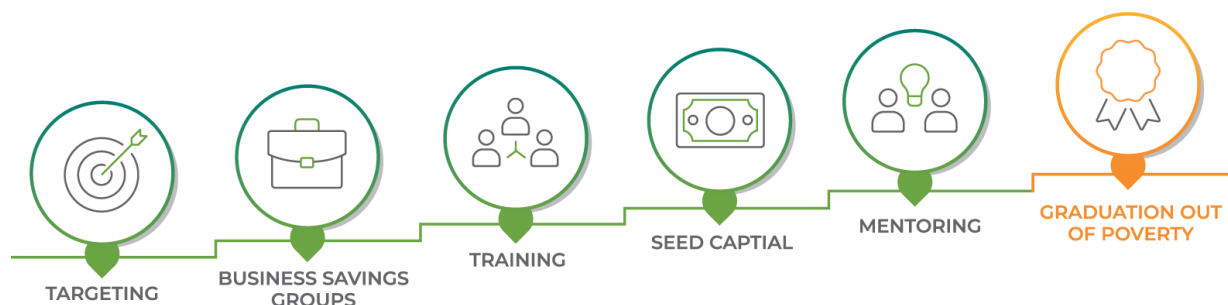 TARGETING
BUSINESS SAVINGS
GROUPS
TRAINING
SEED CAPTIAL
MENTORING
GRADUATION OUT
OF POVERTY